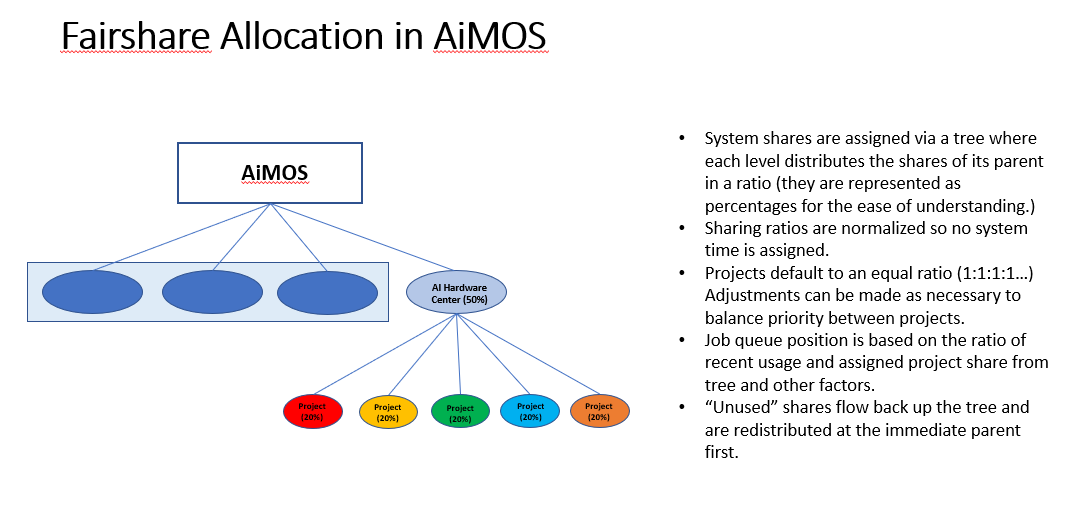 Fairshare Allocation in AiMOS
AiMOS
AI Hardware
Center (50%)
Project
(20%)
Project
(20%)
Project
(20%)
Project
(20%)
Project
(20%)
• System shares are assigned via a tree where
each level distributes the shares of its parent
in a ratio (they are represented as
percentages for the ease of understanding.)
• Sharing ratios are normalized so no system
time is assigned.
• Projects default to an equal ratio (1:1:1:1…)
Adjustments can be made as necessary to
balance priority between projects.
• Job queue position is based on the ratio of
recent usage and assigned project share from
tree and other factors.
• “Unused” shares flow back up the tree and
are redistributed at the immediate parent
first.